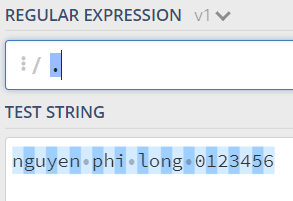 REGULAR EXPRESSION v1
/ .
TEST STRING
nguyen·phi·long·0123456